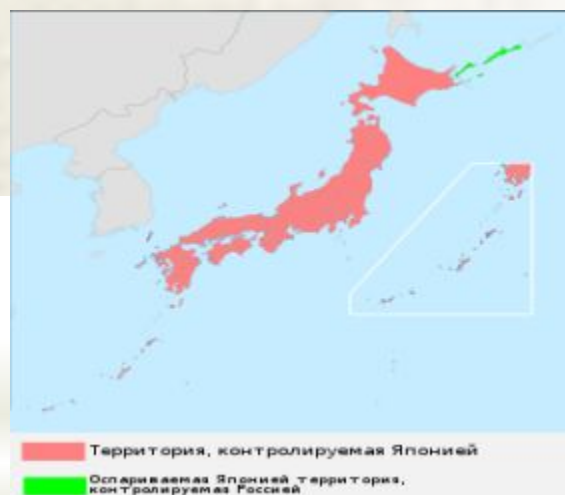 Территория, контролируемая Японией
Оспариваемая Японией территория,
контролируемая Россией